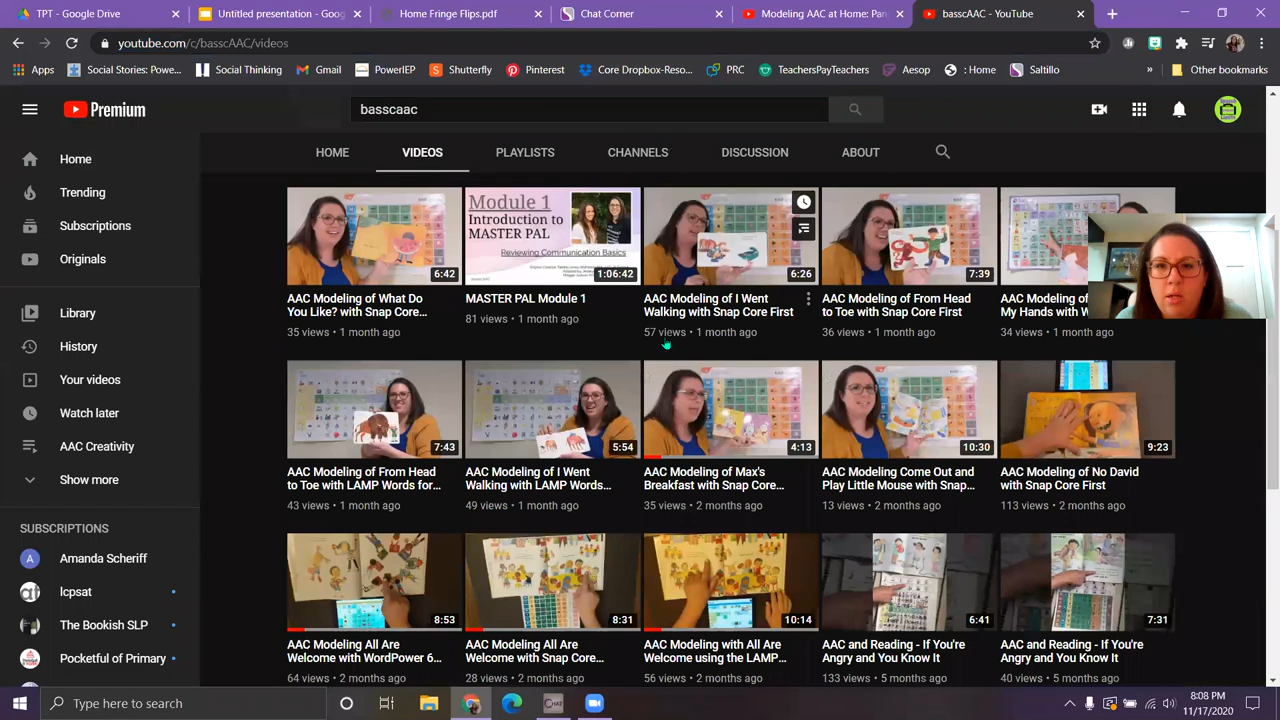 TPT - Google Drive
Untitled presentation - Goog
Home Fringe Flips.pdf
Chat Corner
Modeling AAC at Home: Par
basscAAC - YouTube
youtube.com/c/basscAAC/videos
Apps
Social Stories: Powe...
Social Thinking
Gmail
PowerIEP
Shutterfly
Pinterest
Core Dropbox-Reso...
PRC
TeachersPayTeachers
Aesop
: Home
Saltillo
»
Other bookmarks
Premium
basscaac
HOME
VIDEOS
PLAYLISTS
CHANNELS
DISCUSSION
ABOUT
Home
Trending
Subscriptions
Originals
Library
History
Your videos
Watch later
AAC Creativity
Show more
SUBSCRIPTIONS
A Amanda Scheriff
lcpsat
The Bookish SLP
Pocketful of Primary
6:42
AAC Modeling of What Do
You Like? with Snap Core...
35 views • 1 month ago
Module 1
Introduction to
MASTER PAL
Reviewing Communication Basics
1:06:42
MASTER PAL Module 1
81 views • 1 month ago
6:26
AAC Modeling of I Went
Walking with Snap Core First
57 views • 1 month ago
7:39
AAC Modeling of From Head
to Toe with Snap Core First
36 views • 1 month ago
AAC Modeling of
My Hands with W
34 views • 1 month ago
7:43
AAC Modeling of From Head
to Toe with LAMP Words for...
43 views • 1 month ago
5:54
AAC Modeling of I Went
Walking with LAMP Words...
49 views • 1 month ago
4:13
AAC Modeling of Max's
Breakfast with Snap Core...
35 views • 2 months ago
10:30
AAC Modeling Come Out and
Play Little Mouse with Snap...
13 views • 2 months ago
9:23
AAC Modeling of No David
with Snap Core First
113 views • 2 months ago
8:53
AAC Modeling All Are
Welcome with WordPower 6...
64 views • 2 months ago
8:31
AAC Modeling All Are
Welcome with Snap Core...
28 views • 2 months ago
10:14
AAC Modeling with All Are
Welcome using the LAMP...
56 views • 2 months ago
6:41
AAC and Reading - If You're
Angry and You Know It
133 views • 5 months ago
7:31
AAC and Reading - If You're
Angry and You Know It
40 views • 5 months ago
Type here to search
8:08 PM
11/17/2020